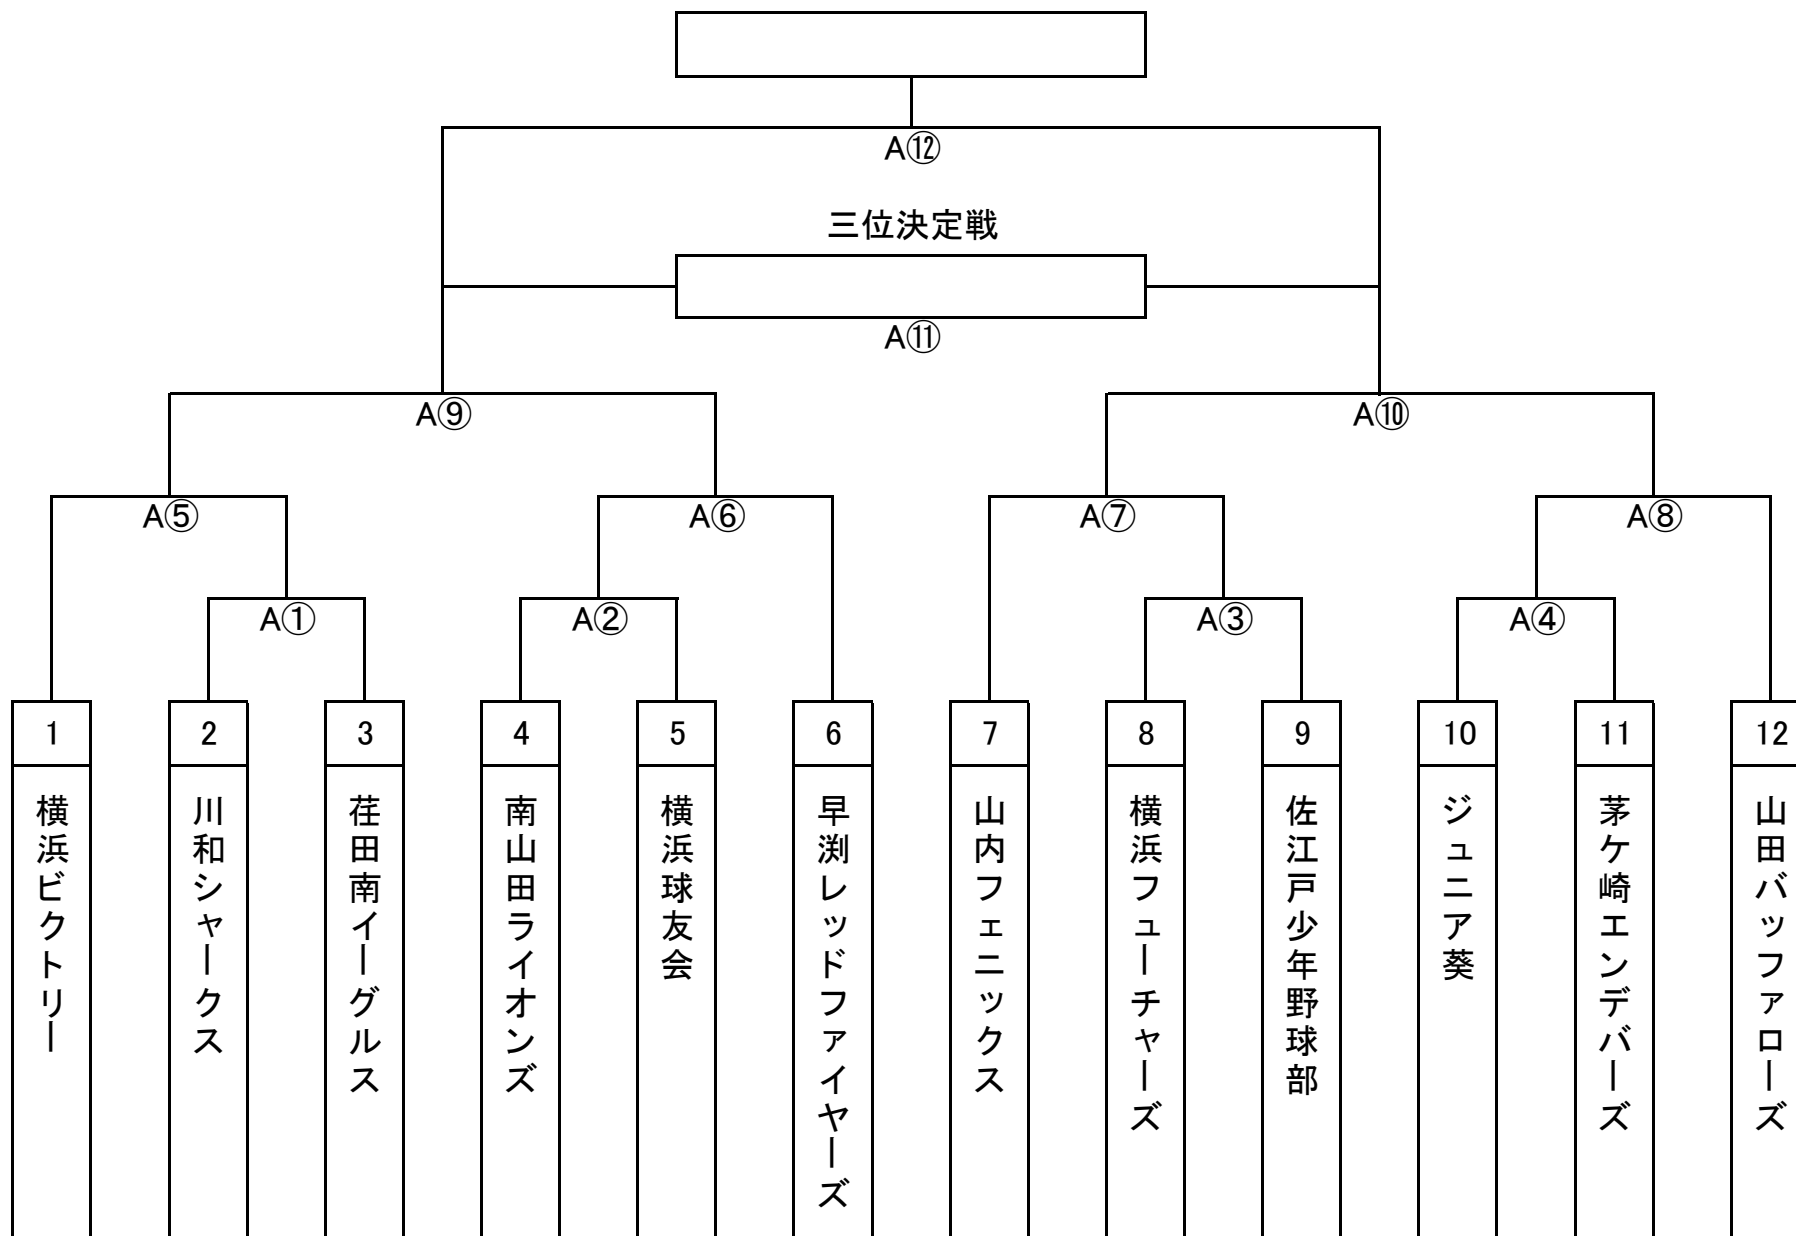 A⑫
三位決定戦
A⑪
A⑨
A⑩
A⑤
A⑥
A⑦
A⑧
A①
A②
A③
A④
1
2
3
4
5
6
7
8
9
10
11
12
横浜ビクトリー
川和シャークス
荏田南イーグルス
南山田ライオンズ
横浜球友会
早渕レッドファイヤーズ
山内フェニックス
横浜フューチャーズ
佐江戸少年野球部
ジュニア葵
茅ケ崎エンデバーズ
山田バッファローズ